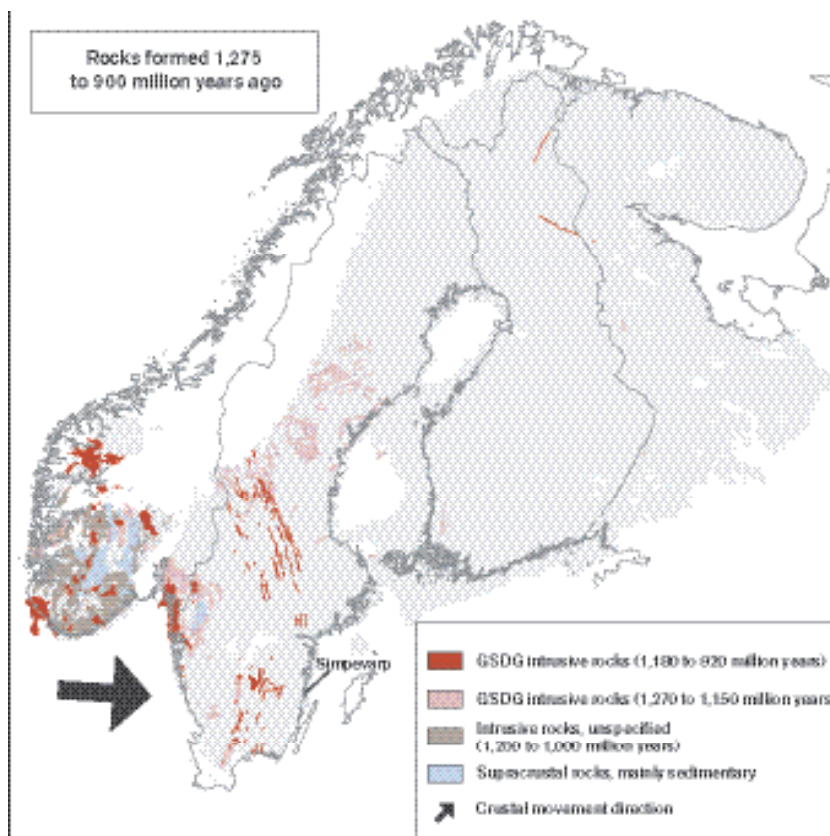 Rocks formed 1,275
to 900 million years ago
Simpevarp
GSDG intrusive rocks (1,180 to 920 million years)
GSDG intrusive rocks (1,270 to 1,150 million years
Intrusive rocks, unspecified
(1,200 to 1,000 million years)
Supracrustal rocks, mainly sedimentary
Crustal movement direction